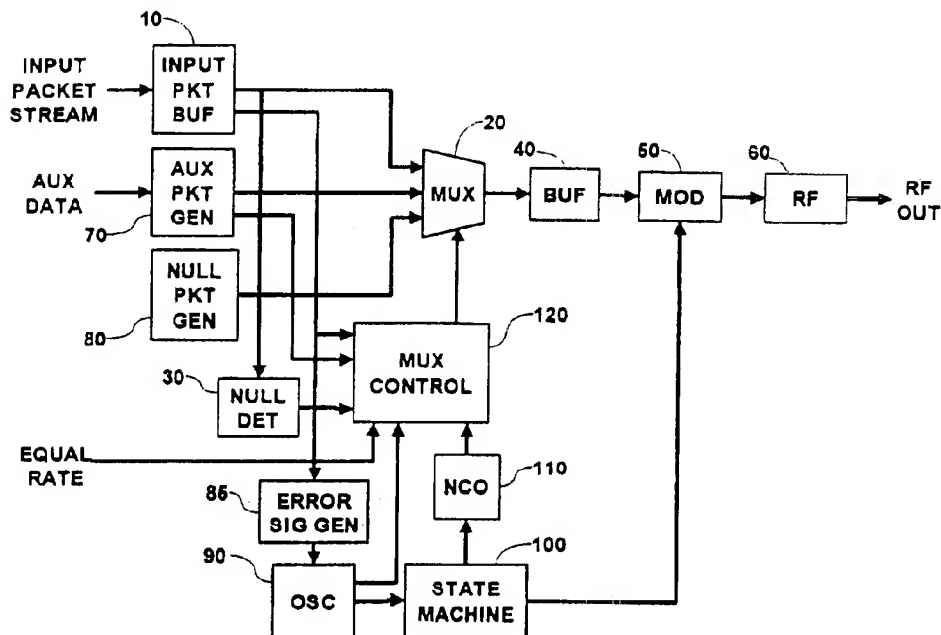 10
INPUT
PACKET
STREAM
INPUT
PKT
BUF
20
40
50
60
AUX
DATA
AUX
PKT
GEN
MUX
BUF
MOD
RF
RF
OUT
70
NULL
PKT
GEN
80
120
MUX
CONTROL
30
NULL
DET
EQUAL
RATE
85
ERROR
SIG GEN
NCO
110
90
OSC
100
STATE
MACHINE